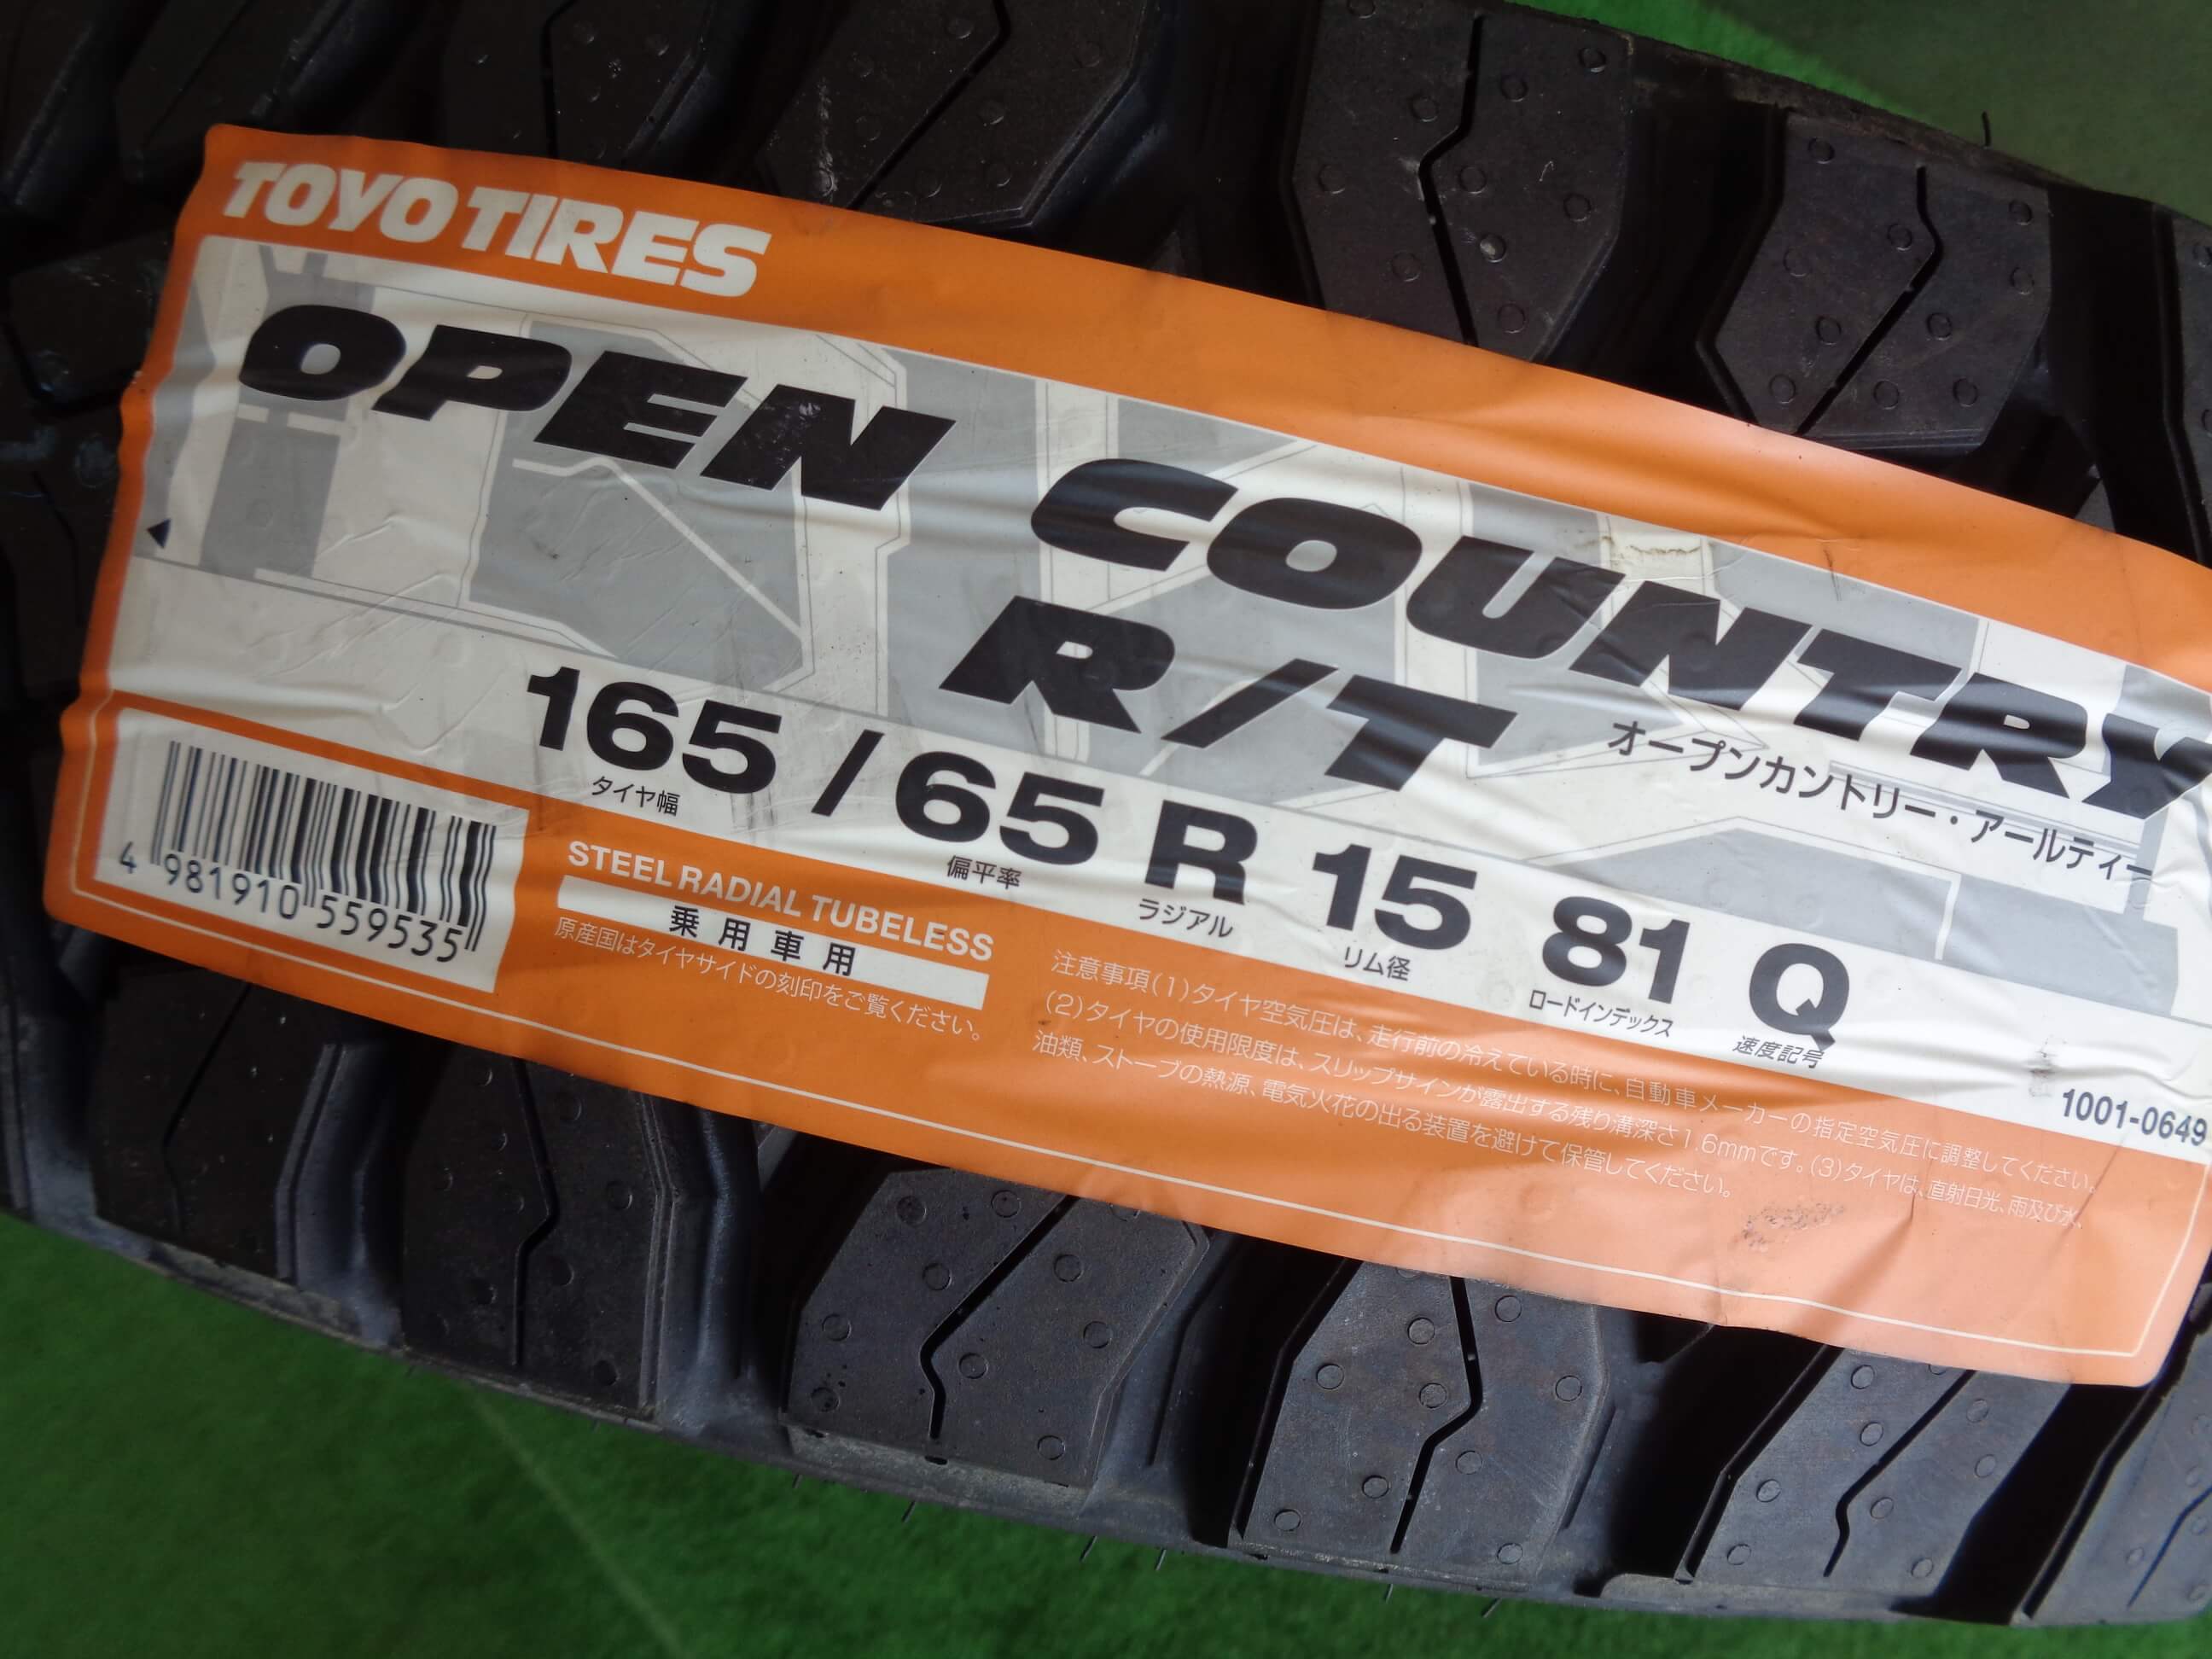 TOYO TIRES
OPEN COUNTRY
R/T
オープンカントリー・アールティー
165 / 65 R 15 81 Q
タイヤ幅 偏平率 ラジアル リム径 ロードインデックス 速度記号
1001-0649
4 981910 559535
STEEL RADIAL TUBELESS
乗用車用
原産国はタイヤサイドの刻印をご覧ください。
注意事項(1)タイヤ空気圧は、走行前の冷えている時に、自動車メーカーの指定空気圧に調整してください。
(2)タイヤの使用限度は、スリップサインが露出する残り溝深さ1.6mmです。(3)タイヤは、直射日光、雨及び水、
油類、ストーブの熱源、電気火花の出る装置を避けて保管してください。